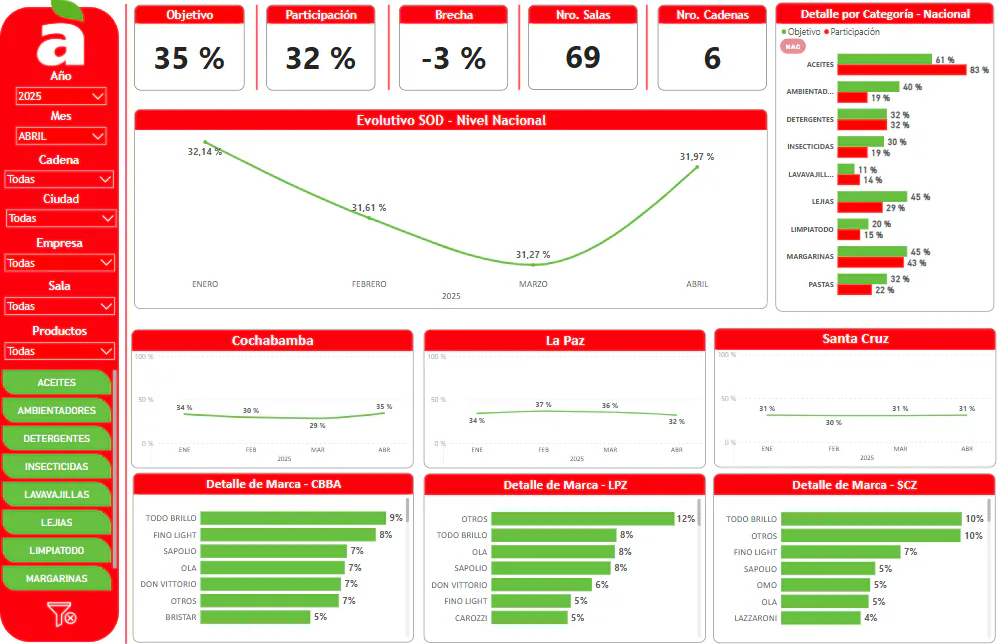 a
Año
2025
Mes
ABRIL
Cadena
Todas
Ciudad
Todas
Empresa
Todas
Sala
Todas
Productos
Todas
ACEITES
AMBIENTADORES
DETERGENTES
INSECTICIDAS
LAVAVAJILLAS
LEJIAS
LIMPIATODO
MARGARINAS
Objetivo
35 %
Participación
32 %
Brecha
-3 %
Nro. Salas
69
Nro. Cadenas
6
Evolutivo SOD - Nivel Nacional
32,14 %
31,61 %
31,27 %
31,97 %
ENERO FEBRERO MARZO ABRIL
2025
Detalle por Categoría - Nacional
Objetivo Participación
NAC
ACEITES 61 % 83 %
AMBIENTAD... 40 % 19 %
DETERGENTES 32 % 32 %
INSECTICIDAS 30 % 19 %
LAVAVAJILL... 11 % 14 %
LEJIAS 45 % 29 %
LIMPIATODO 20 % 15 %
MARGARINAS 45 % 43 %
PASTAS 32 % 22 %
Cochabamba
100 %
50 %
0 %
34 % 30 % 29 % 35 %
ENE FEB MAR ABR
2025
La Paz
100 %
50 %
0 %
34 % 37 % 36 % 32 %
ENE FEB MAR ABR
2025
Santa Cruz
100 %
50 %
0 %
31 % 30 % 31 % 31 %
ENE FEB MAR ABR
2025
Detalle de Marca - CBBA
TODO BRILLO 9%
FINO LIGHT 8%
SAPOLIO 7%
OLA 7%
DON VITTORIO 7%
OTROS 7%
BRISTAR 5%
Detalle de Marca - LPZ
OTROS 12%
TODO BRILLO 8%
OLA 8%
SAPOLIO 8%
DON VITTORIO 6%
FINO LIGHT 5%
CAROZZI 5%
Detalle de Marca - SCZ
TODO BRILLO 10%
OTROS 10%
FINO LIGHT 7%
SAPOLIO 5%
OMO 5%
OLA 5%
LAZZARONI 4%